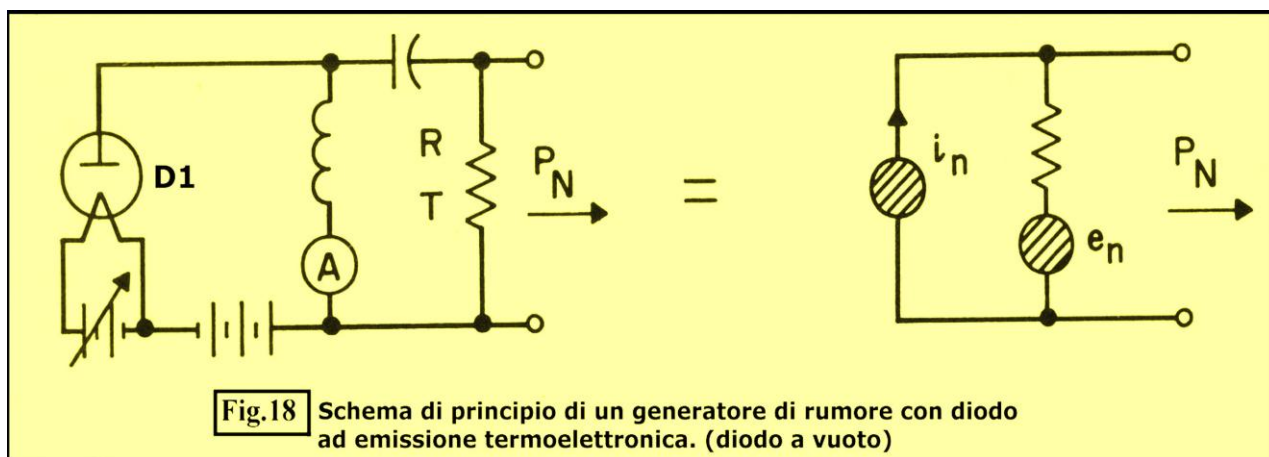 D1
R
T
A
P_N
=
i_n
e_n
P_N
Fig.18 Schema di principio di un generatore di rumore con diodo
ad emissione termoelettronica. (diodo a vuoto)